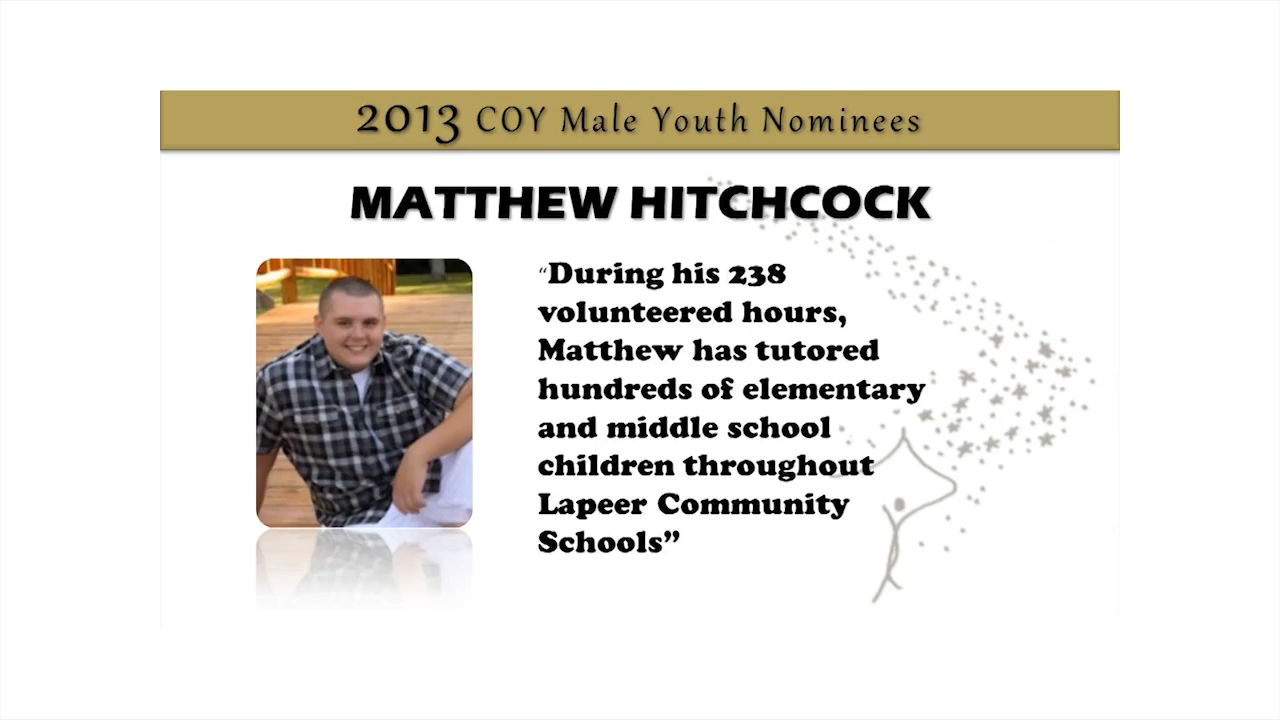 2013 COY Male Youth Nominees
MATTHEW HITCHCOCK
“During his 238
volunteered hours,
Matthew has tutored
hundreds of elementary
and middle school
children throughout
Lapeer Community
Schools”